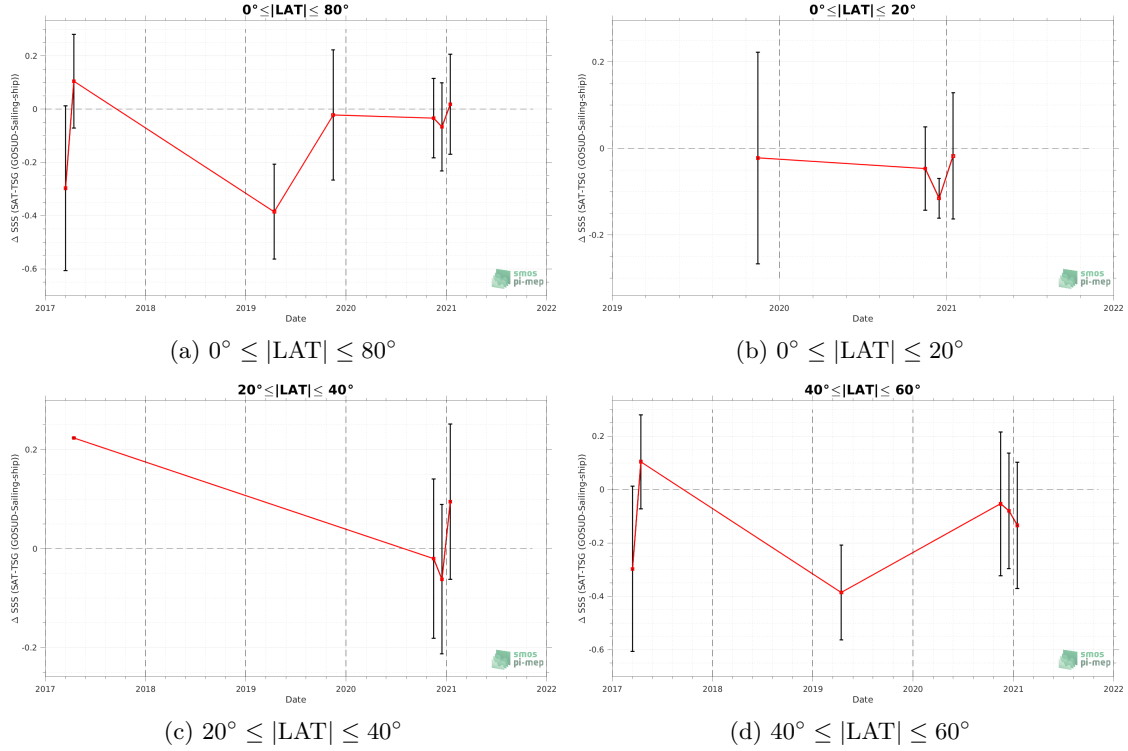 0°≤|LAT|≤ 80°
Δ SSS (SAT-TSG (GOSUD-Sailing-ship))
0.2
0
-0.2
-0.4
-0.6
2017 2018 2019 2020 2021 2022
Date
smos
pi-mep
(a) 0° ≤ |LAT| ≤ 80°
0°≤|LAT|≤ 20°
Δ SSS (SAT-TSG (GOSUD-Sailing-ship))
0.2
0
-0.2
2019 2020 2021 2022
Date
smos
pi-mep
(b) 0° ≤ |LAT| ≤ 20°
20°≤|LAT|≤ 40°
Δ SSS (SAT-TSG (GOSUD-Sailing-ship))
0.2
0
-0.2
2017 2018 2019 2020 2021 2022
Date
smos
pi-mep
(c) 20° ≤ |LAT| ≤ 40°
40°≤|LAT|≤ 60°
Δ SSS (SAT-TSG (GOSUD-Sailing-ship))
0.2
0
-0.2
-0.4
-0.6
2017 2018 2019 2020 2021 2022
Date
smos
pi-mep
(d) 40° ≤ |LAT| ≤ 60°